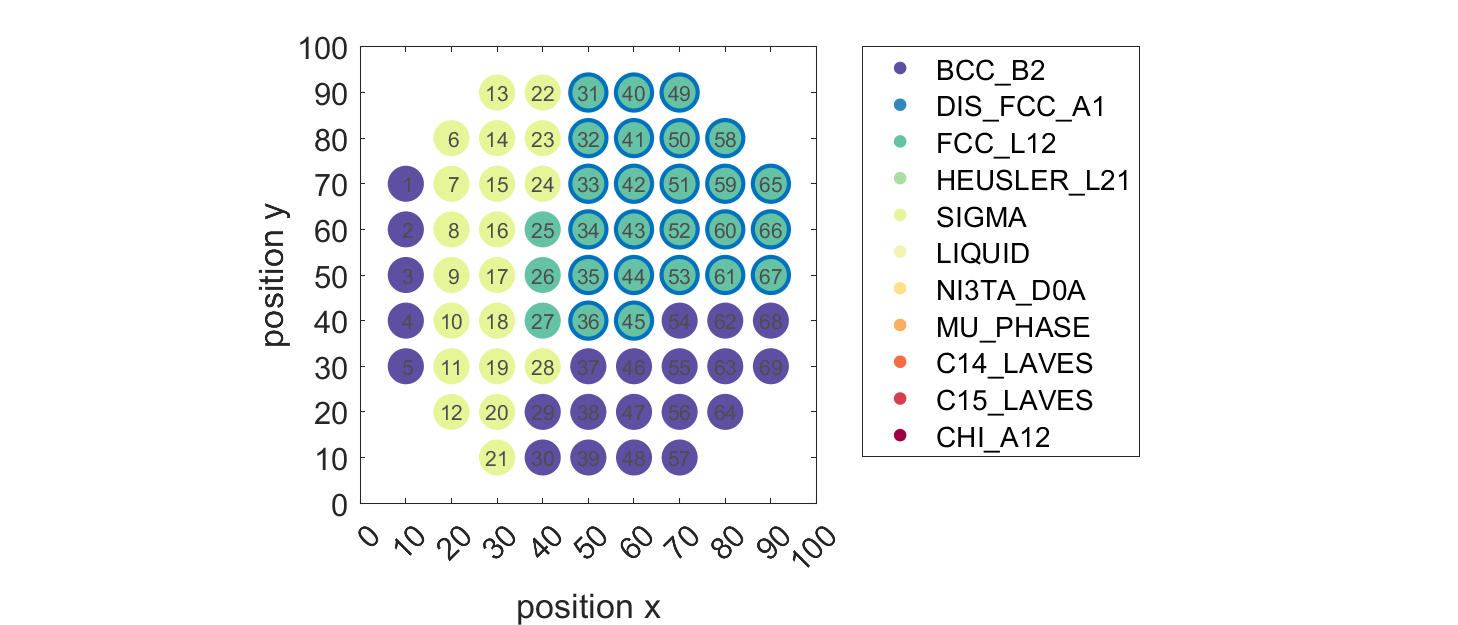 100
90
80
70
60
50
40
30
20
10
0
position y
13 22 31 40 49
6 14 23 32 41 50 58
1 7 15 24 33 42 51 59 65
2 8 16 25 34 43 52 60 66
3 9 17 26 35 44 53 61 67
4 10 18 27 36 45 54 62 68
5 11 19 28 37 46 55 63 69
12 20 29 38 47 56 64
21 30 39 48 57
0 10 20 30 40 50 60 70 80 90 100
position x
BCC_B2
DIS_FCC_A1
FCC_L12
HEUSLER_L21
SIGMA
LIQUID
NI3TA_D0A
MU_PHASE
C14_LAVES
C15_LAVES
CHI_A12